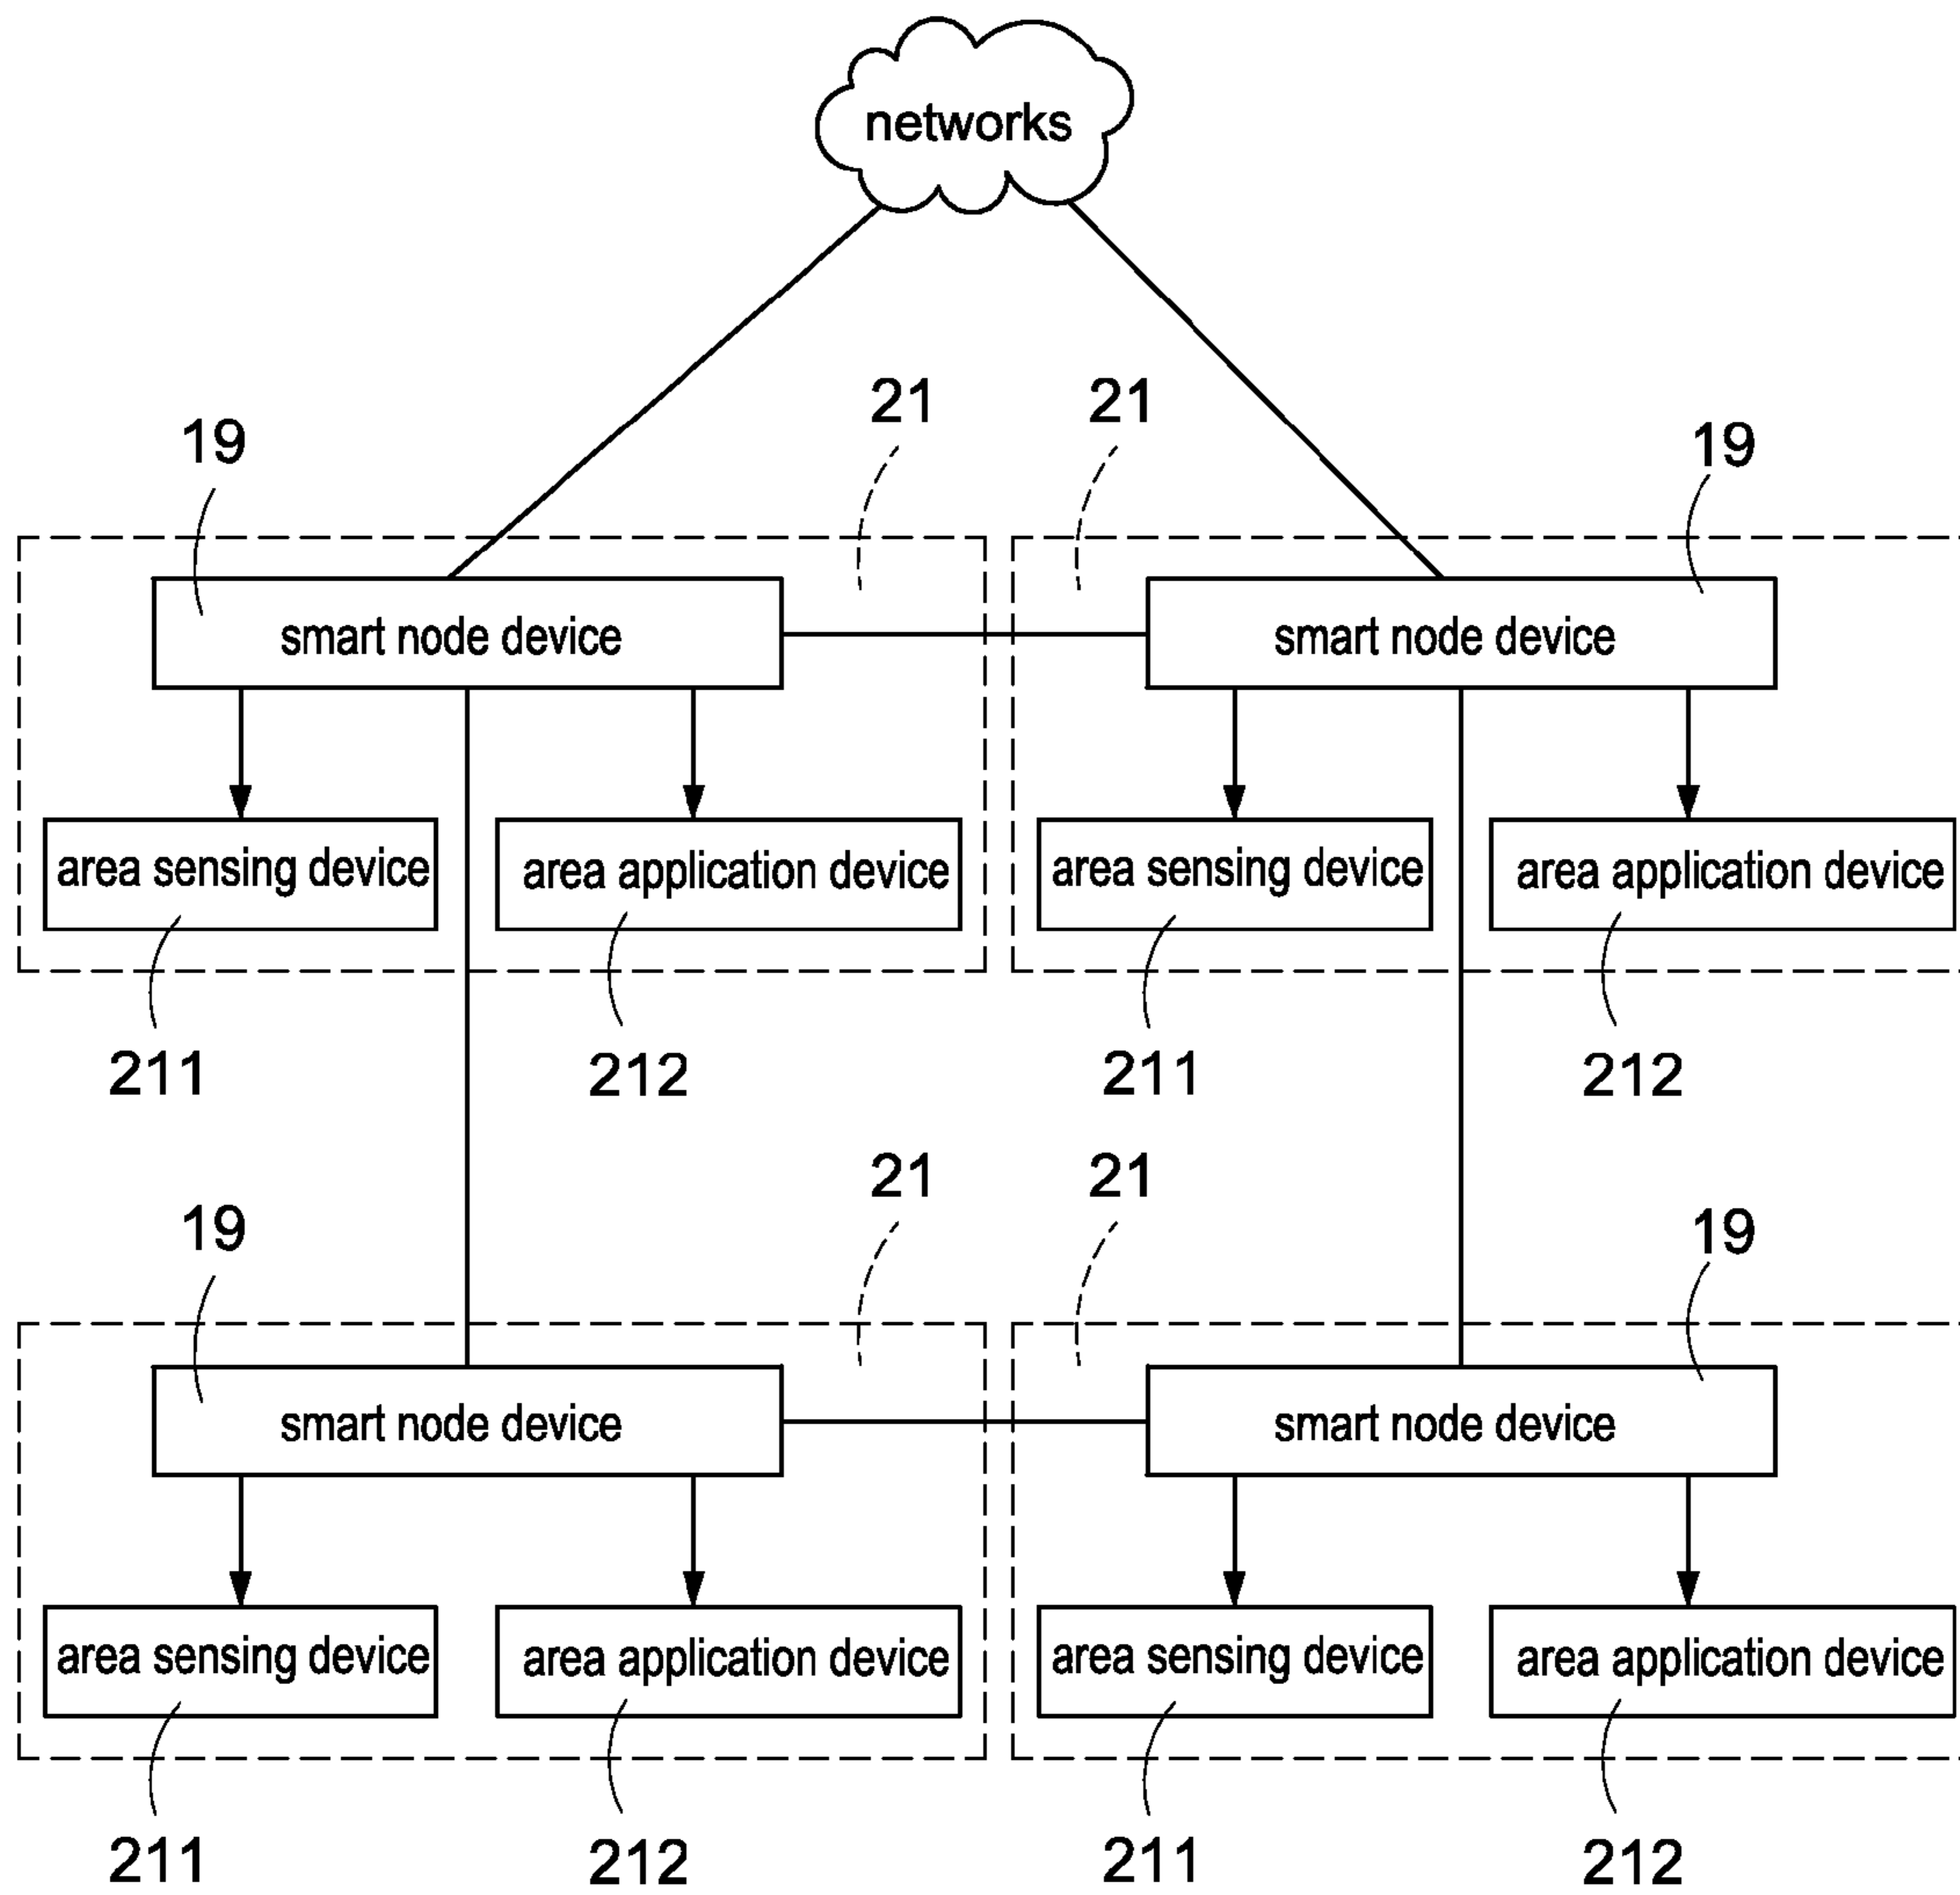 networks
21
21
19
19
smart node device
smart node device
area sensing device
area application device
area sensing device
area application device
211
212
211
212
21
21
19
19
smart node device
smart node device
area sensing device
area application device
area sensing device
area application device
211
212
211
212